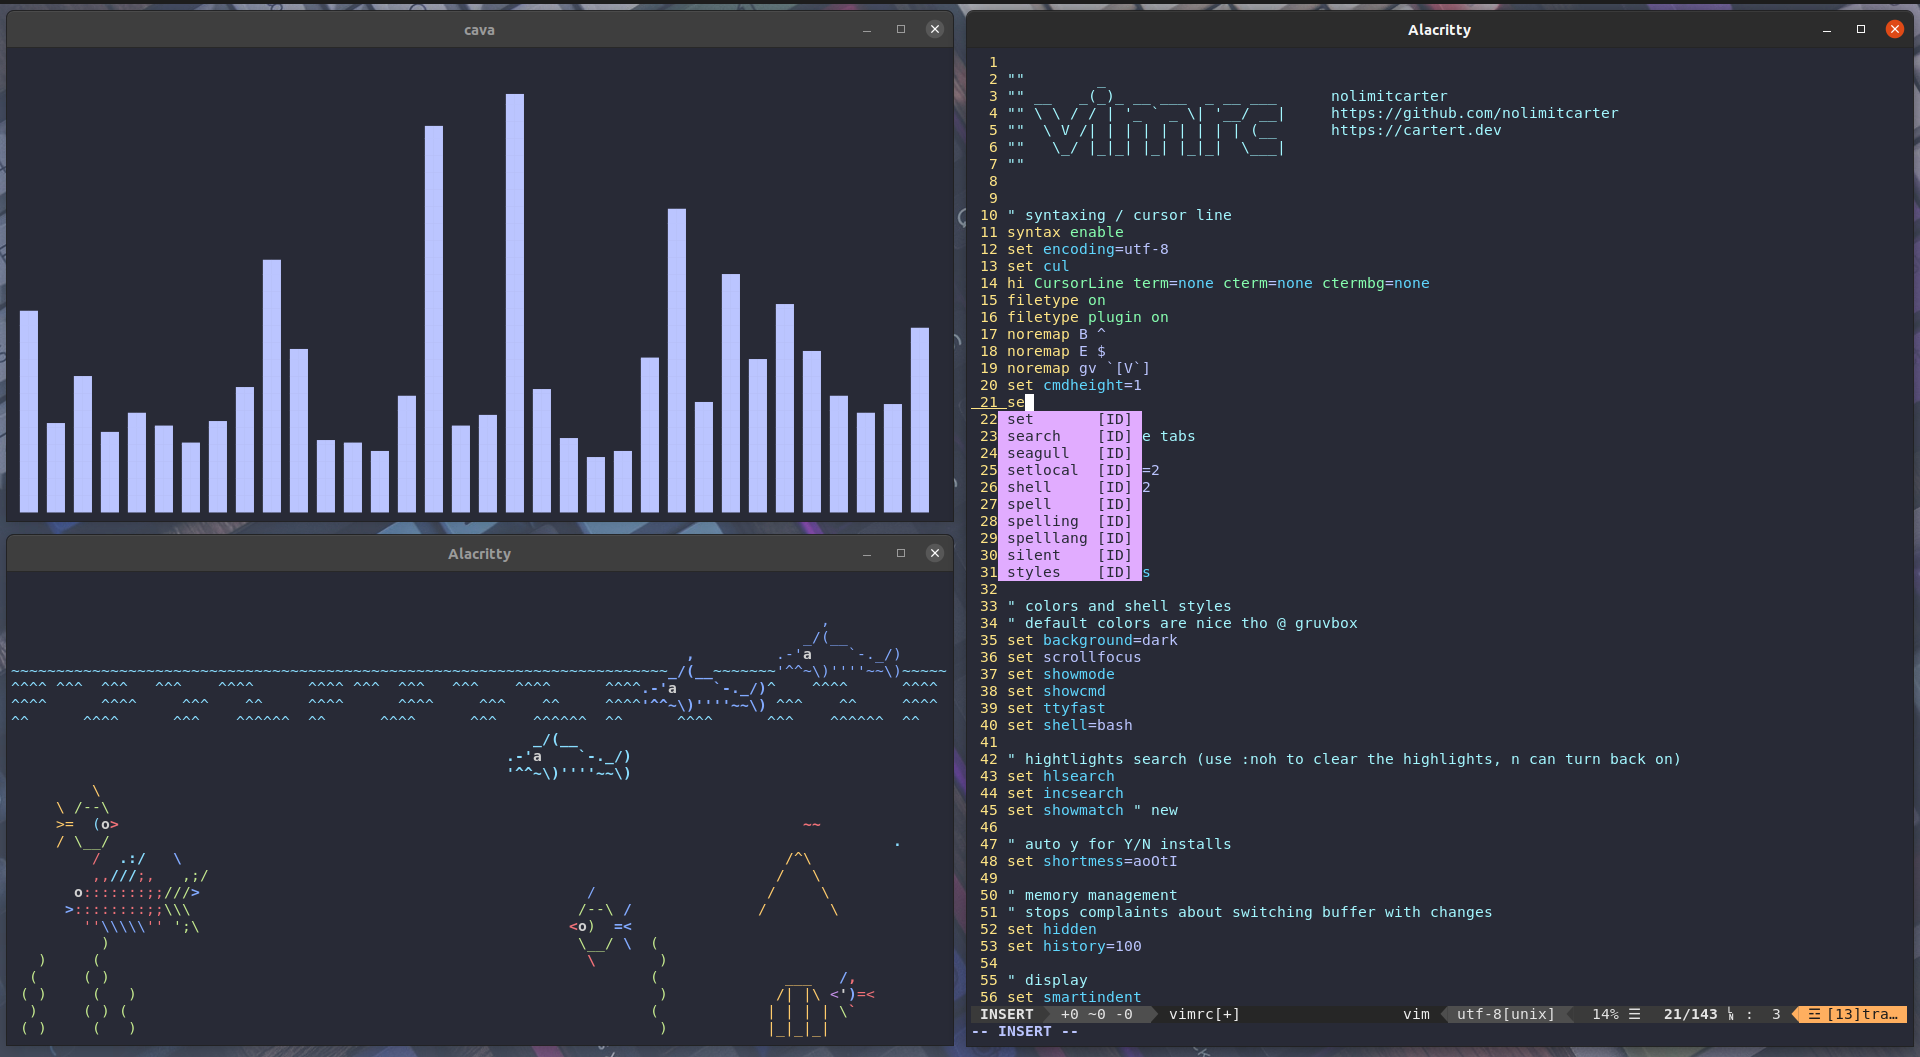 cava
Alacritty
Alacritty
1
2 ""
3 "" nolimitcarter
4 "" https://github.com/nolimitcarter
5 "" https://cartert.dev
6 ""
7 ""
8
9
10 " syntaxing / cursor line
11 syntax enable
12 set encoding=utf-8
13 set cul
14 hi CursorLine term=none cterm=none ctermbg=none
15 filetype on
16 filetype plugin on
17 noremap B ^
18 noremap E $
19 noremap gv `[V`]
20 set cmdheight=1
21 se
22 set [ID]
23 search [ID] e tabs
24 seagull [ID]
25 setlocal [ID] =2
26 shell [ID] 2
27 spell [ID]
28 spelling [ID]
29 spelllang [ID]
30 silent [ID]
31 styles [ID] s
32
33 " colors and shell styles
34 " default colors are nice tho @ gruvbox
35 set background=dark
36 set scrollfocus
37 set showmode
38 set showcmd
39 set ttyfast
40 set shell=bash
41
42 " hightlights search (use :noh to clear the highlights, n can turn back on)
43 set hlsearch
44 set incsearch
45 set showmatch " new
46
47 " auto y for Y/N installs
48 set shortmess=aoOtI
49
50 " memory management
51 " stops complaints about switching buffer with changes
52 set hidden
53 set history=100
54
55 " display
56 set smartindent
INSERT +0 ~0 -0 vimrc[+] vim utf-8[unix] 14% ☰ 21/143 : 3 ☲ [13]tra…
-- INSERT --